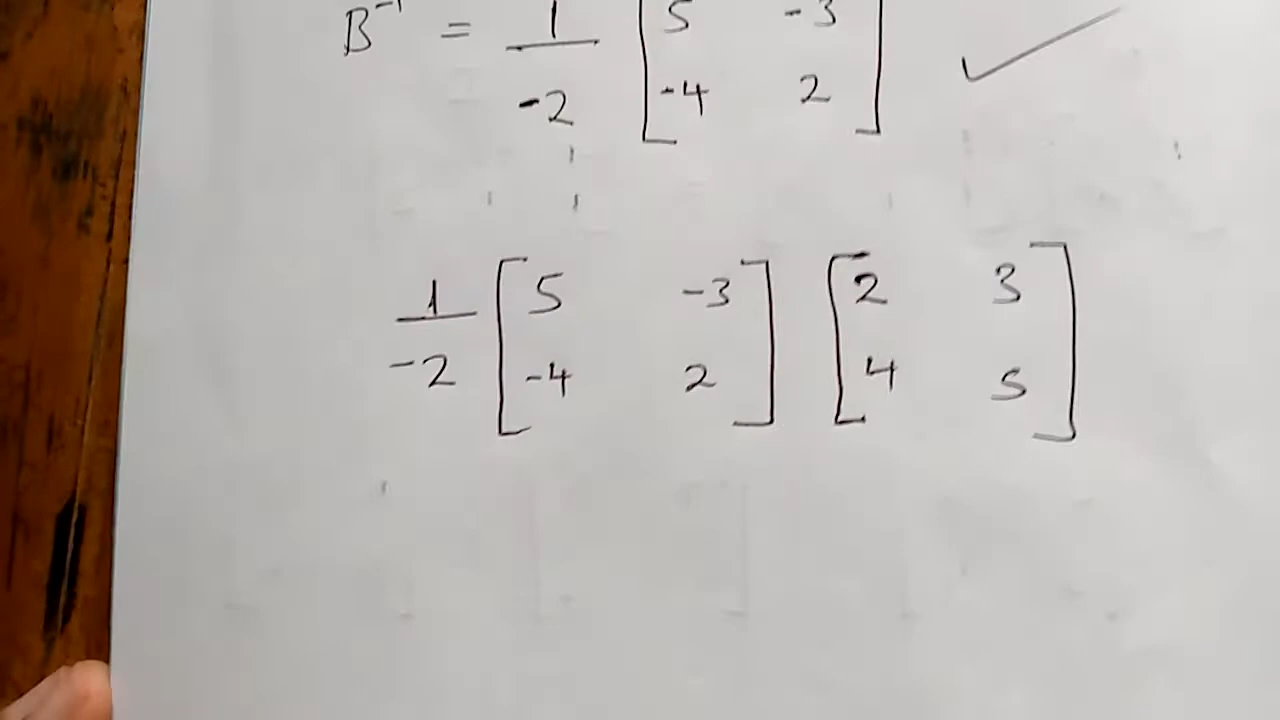 B⁻¹ = 1/-2 [5 -3
-4 2]
1/-2 [5 -3] [2 3]
[-4 2] [4 5]